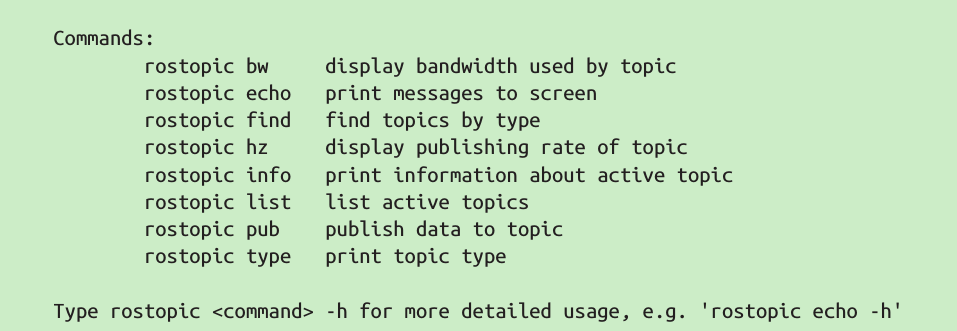 Commands:
rostopic bw display bandwidth used by topic
rostopic echo print messages to screen
rostopic find find topics by type
rostopic hz display publishing rate of topic
rostopic info print information about active topic
rostopic list list active topics
rostopic pub publish data to topic
rostopic type print topic type
Type rostopic <command> -h for more detailed usage, e.g. 'rostopic echo -h'